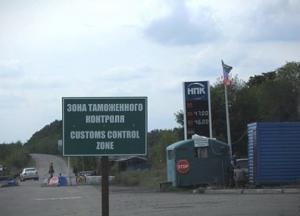 ЗОНА ТАМОЖЕННОГО
КОНТРОЛЯ
CUSTOMS CONTROL
ZONE
НПК
STOP